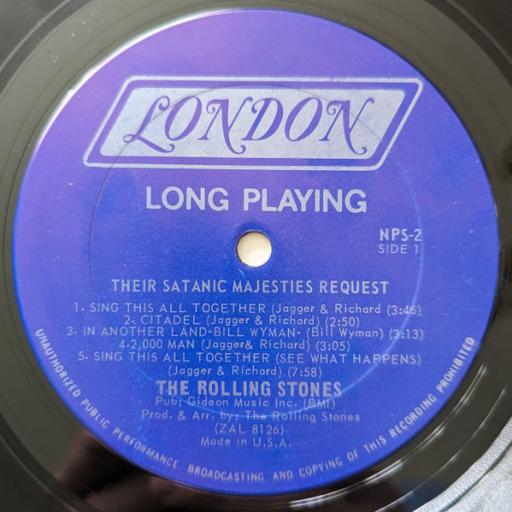 LONDON
LONG PLAYING
NPS-2
SIDE 1
THEIR SATANIC MAJESTIES REQUEST
1. SING THIS ALL TOGETHER (Jagger & Richard) (3:46)
2. CITADEL (Jagger & Richard) (2:50)
3. IN ANOTHER LAND-BILL WYMAN- (Bill Wyman) (3:13)
4-2,000 MAN (Jagger& Richard) (3:05)
5. SING THIS ALL TOGETHER (SEE WHAT HAPPENS)
(Jagger & Richard) (7:58)
THE ROLLING STONES
Pub: Gideon Music Inc. (BMI)
Prod. & Arr. by: The Rolling Stones
(ZAL 8126)
Made in U.S.A.
UNAUTHORIZED PUBLIC PERFORMANCE, BROADCASTING AND COPYING OF THIS RECORDING PROHIBITED